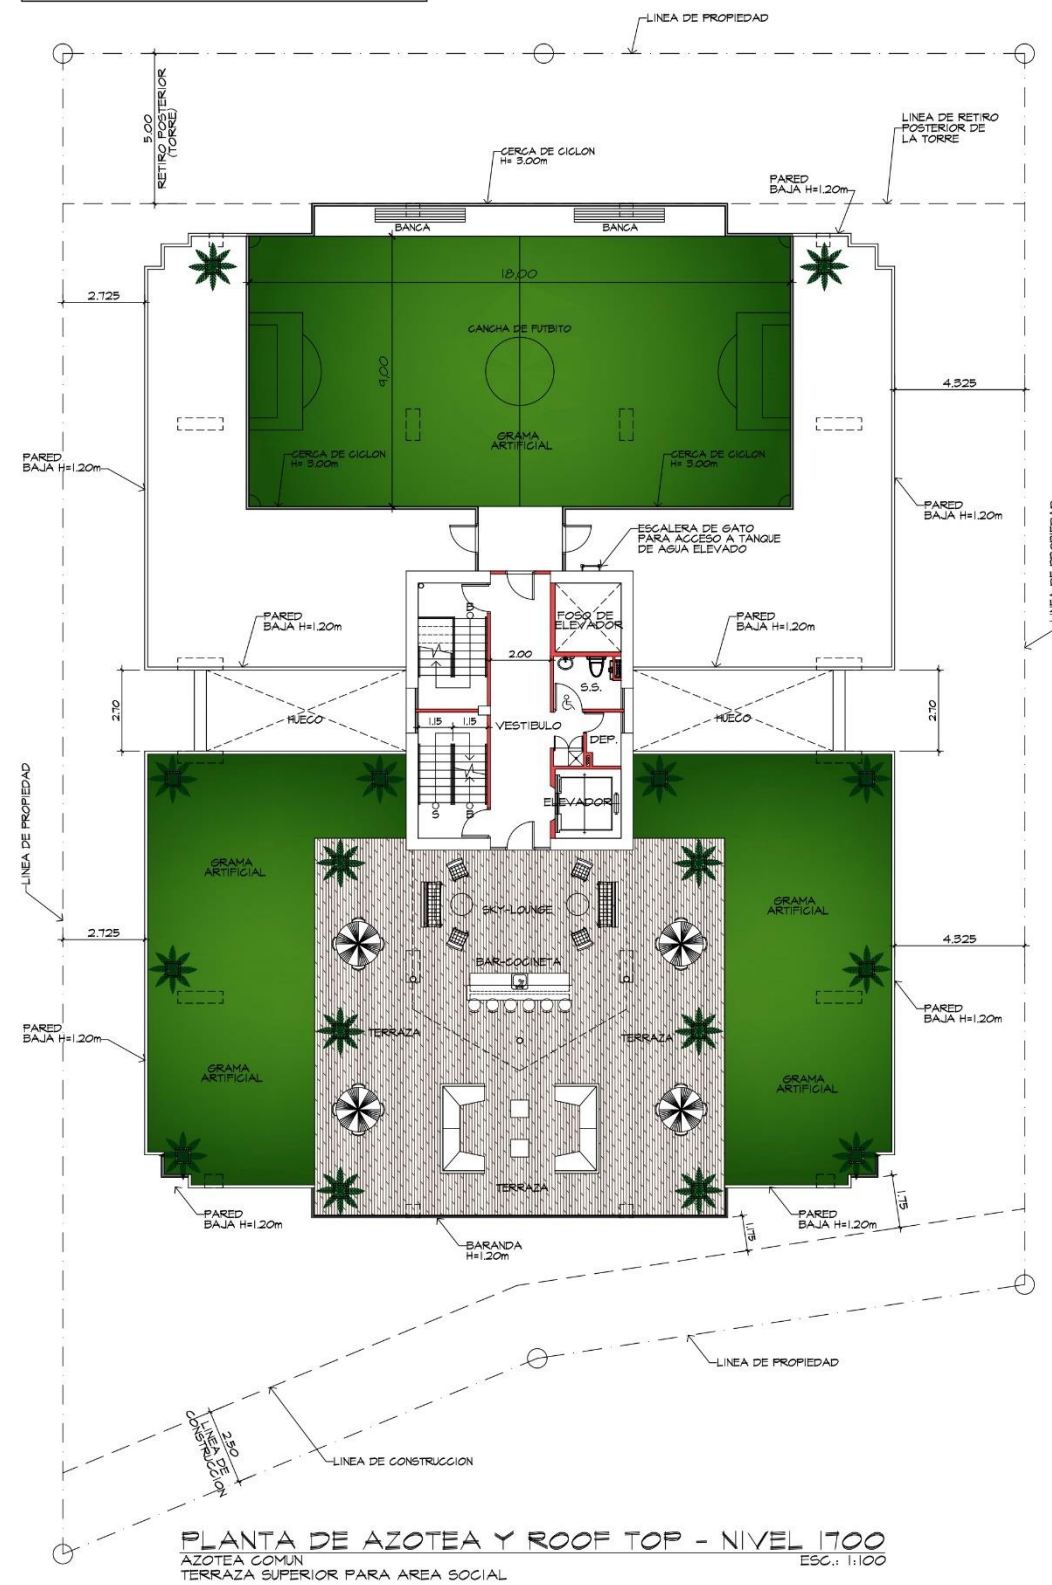 LINEA DE PROPIEDAD
5.00
RETIRO POSTERIOR
(TORRE)
LINEA DE RETIRO
POSTERIOR DE
LA TORRE
CERCA DE CICLON
H= 3.00m
PARED
BAJA H=1.20m
BANCA
BANCA
18,00
2.725
CANCHA DE FUTBITO
9,00
4.325
GRAMA
ARTIFICIAL
CERCA DE CICLON
H= 3.00m
CERCA DE CICLON
H= 3.00m
PARED
BAJA H=1.20m
PARED
BAJA H=1.20m
ESCALERA DE GATO
PARA ACCESO A TANQUE
DE AGUA ELEVADO
LINEA DE PROPIEDAD
B
FOSO DE
ELEVADOR
PARED
BAJA H=1.20m
PARED
BAJA H=1.20m
2.00
S.S.
2.70
HUECO
1.15
1.15
VESTIBULO
DEP.
HUECO
2.70
ELEVADOR
S
B
LINEA DE PROPIEDAD
GRAMA
ARTIFICIAL
SKY-LOUNGE
GRAMA
ARTIFICIAL
2.725
4.325
BAR-COCINETA
PARED
BAJA H=1.20m
TERRAZA
TERRAZA
PARED
BAJA H=1.20m
GRAMA
ARTIFICIAL
GRAMA
ARTIFICIAL
TERRAZA
PARED
BAJA H=1.20m
PARED
BAJA H=1.20m
1.75
1.75
BARANDA
H=1.20m
LINEA DE PROPIEDAD
2.50
LINEA DE
CONSTRUCCION
LINEA DE CONSTRUCCION
PLANTA DE AZOTEA Y ROOF TOP - NIVEL 1700
AZOTEA COMUN
ESC.: 1:100
TERRAZA SUPERIOR PARA AREA SOCIAL